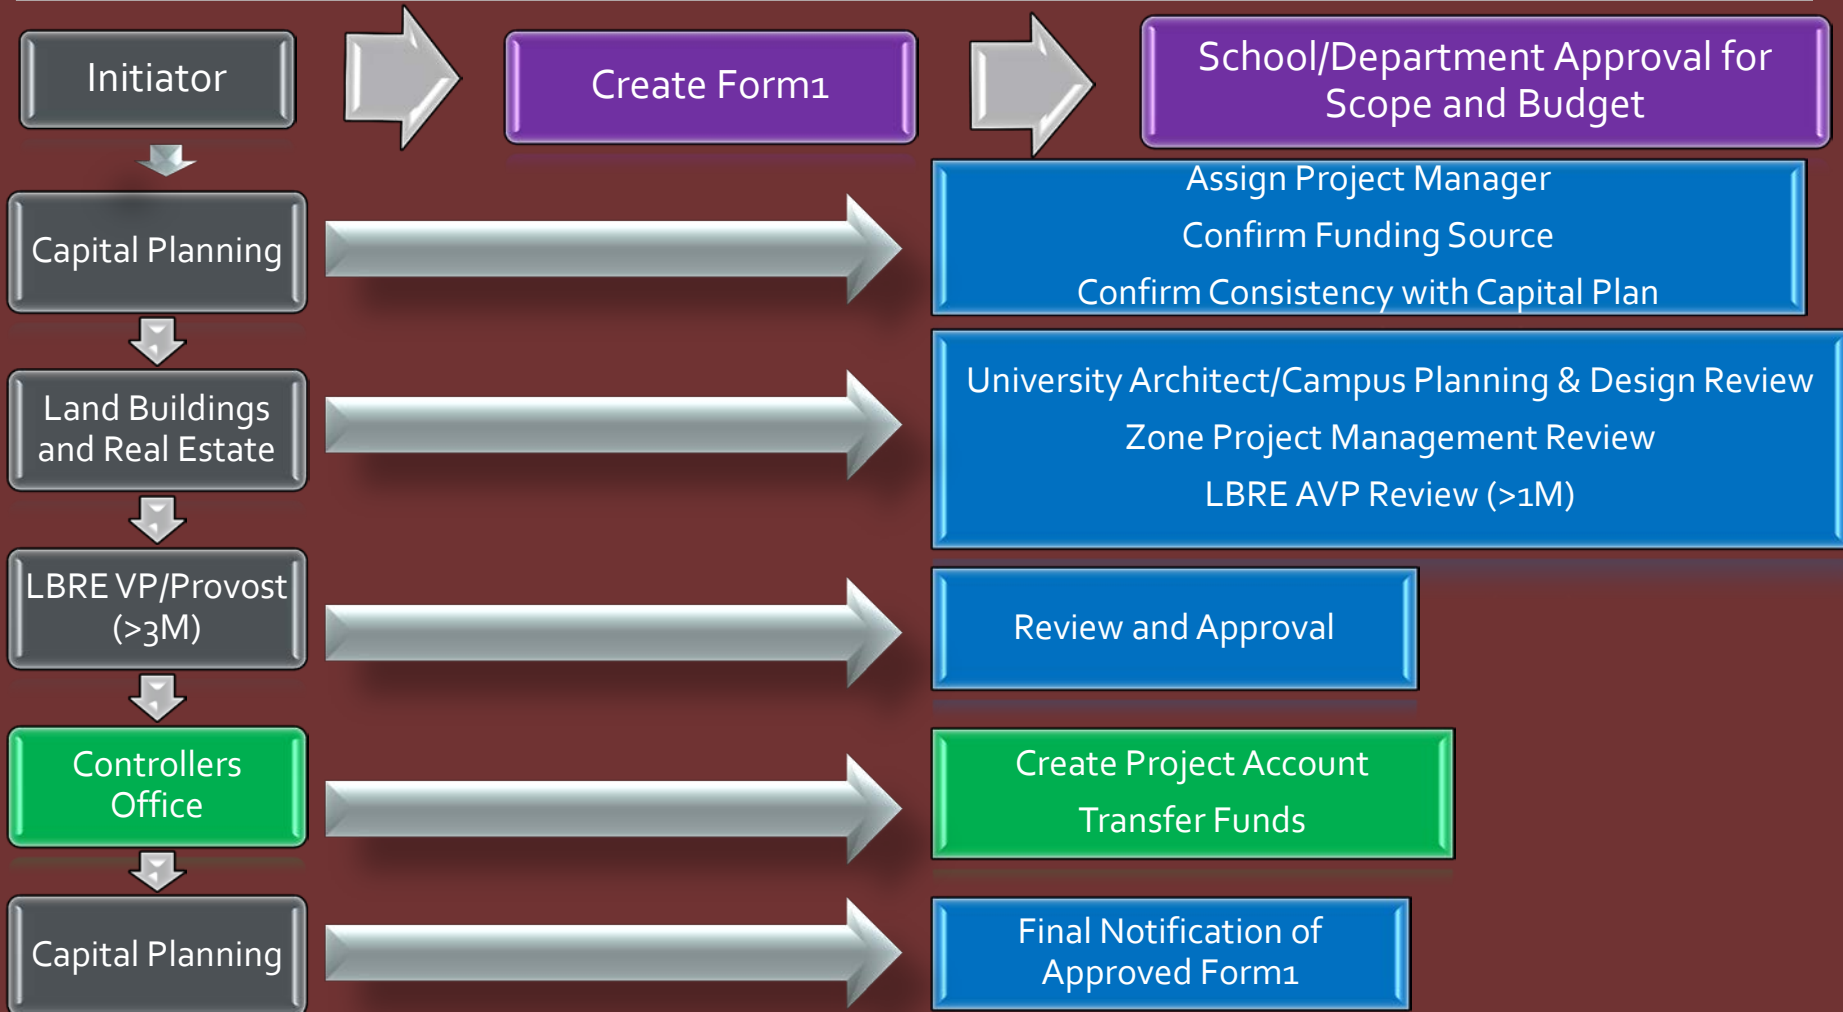 Initiator
Create Form1
School/Department Approval for
Scope and Budget
Capital Planning
Assign Project Manager
Confirm Funding Source
Confirm Consistency with Capital Plan
Land Buildings
and Real Estate
University Architect/Campus Planning & Design Review
Zone Project Management Review
LBRE AVP Review (>1M)
LBRE VP/Provost
(>3M)
Review and Approval
Controllers
Office
Create Project Account
Transfer Funds
Capital Planning
Final Notification of
Approved Form1